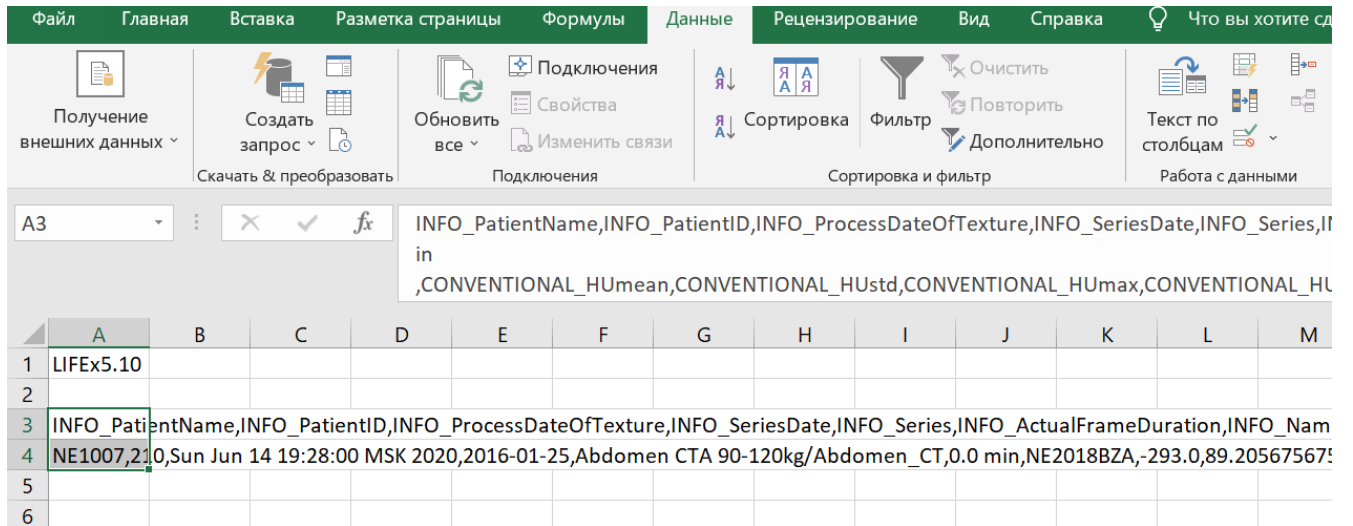 Файл Главная Вставка Разметка страницы Формулы Данные Рецензирование Вид Справка Что вы хотите
Получение внешних данных
Создать запрос
Обновить все
Подключения
Свойства
Изменить связи
Сортировка
Фильтр
Очистить
Повторить
Дополнительно
Текст по столбцам
Скачать & преобразовать
Подключения
Сортировка и фильтр
Работа с данными
A3 fx INFO_PatientName,INFO_PatientID,INFO_ProcessDateOfTexture,INFO_SeriesDate,INFO_Series,
in
,CONVENTIONAL_HUmean,CONVENTIONAL_HUstd,CONVENTIONAL_HUmax,CONVENTIONAL_HU
A B C D E F G H I J K L M
1 LIFEx5.10
2
3 INFO_PatientName,INFO_PatientID,INFO_ProcessDateOfTexture,INFO_SeriesDate,INFO_Series,INFO_ActualFrameDuration,INFO_Nam
4 NE1007,210,Sun Jun 14 19:28:00 MSK 2020,2016-01-25,Abdomen CTA 90-120kg/Abdomen_CT,0.0 min,NE2018BZA,-293.0,89.205675675
5
6